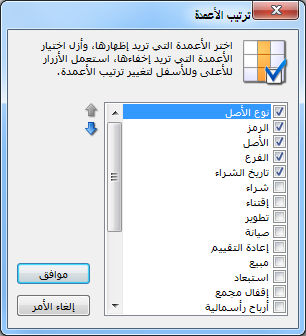 ترتيب الأعمدة
اختر الأعمدة التي تريد إظهارها، وأزل اختيار
الأعمدة التي تريد إخفاءها، استعمل الأزرار
للأعلى وللأسفل لتغيير ترتيب الأعمدة.
نوع الأصل
الرمز
الأصل
الفرع
تاريخ الشراء
شراء
إقتناء
تطوير
صيانة
إعادة التقييم
مبيع
استبعاد
إقفال مجمع
أرباح رأسمالية
موافق
إلغاء الأمر